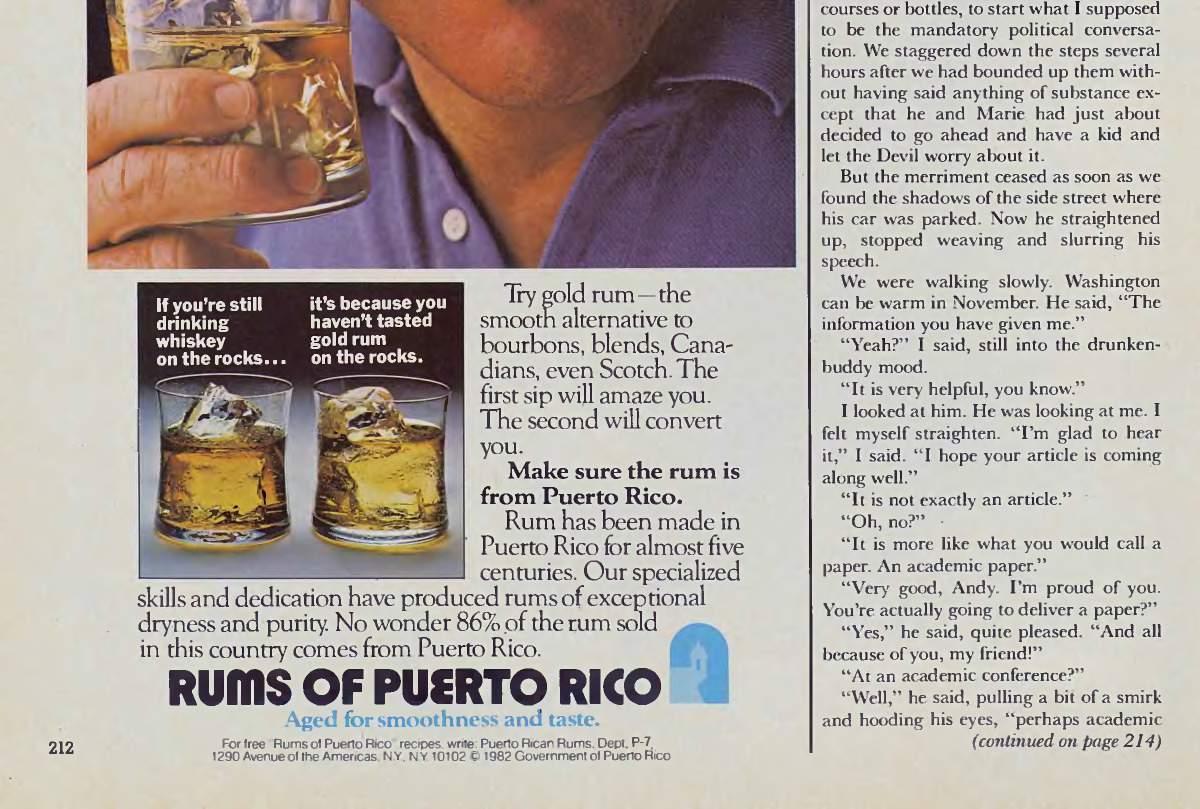 If you're still
drinking
whiskey
on the rocks...
it's because you
haven't tasted
gold rum
on the rocks.
Try gold rum—the
smooth alternative to
bourbons, blends, Cana-
dians, even Scotch. The
first sip will amaze you.
The second will convert
you.
Make sure the rum is
from Puerto Rico.
Rum has been made in
Puerto Rico for almost five
centuries. Our specialized
skills and dedication have produced rums of exceptional
dryness and purity. No wonder 86% of the rum sold
in this country comes from Puerto Rico.
RUMS OF PUERTO RICO
Aged for smoothness and taste.
For free "Rums of Puerto Rico" recipes, write: Puerto Rican Rums, Dept. P-7
1290 Avenue of the Americas, N.Y., N.Y. 10102 © 1982 Government of Puerto Rico
212
courses or bottles, to start what I supposed
to be the mandatory political conversa-
tion. We staggered down the steps several
hours after we had bounded up them with-
out having said anything of substance ex-
cept that he and Marie had just about
decided to go ahead and have a kid and
let the Devil worry about it.
But the merriment ceased as soon as we
found the shadows of the side street where
his car was parked. Now he straightened
up, stopped weaving and slurring his
speech.
We were walking slowly. Washington
can be warm in November. He said, “The
information you have given me.”
“Yeah?” I said, still into the drunken-
buddy mood.
“It is very helpful, you know.”
I looked at him. He was looking at me. I
felt myself straighten. “I'm glad to hear
it,” I said. “I hope your article is coming
along well.”
“It is not exactly an article.”
“Oh, no?”
“It is more like what you would call a
paper. An academic paper.”
“Very good, Andy. I'm proud of you.
You're actually going to deliver a paper?”
“Yes,” he said, quite pleased. “And all
because of you, my friend!”
“At an academic conference?”
“Well,” he said, pulling a bit of a smirk
and hooding his eyes, “perhaps academic
(continued on page 214)